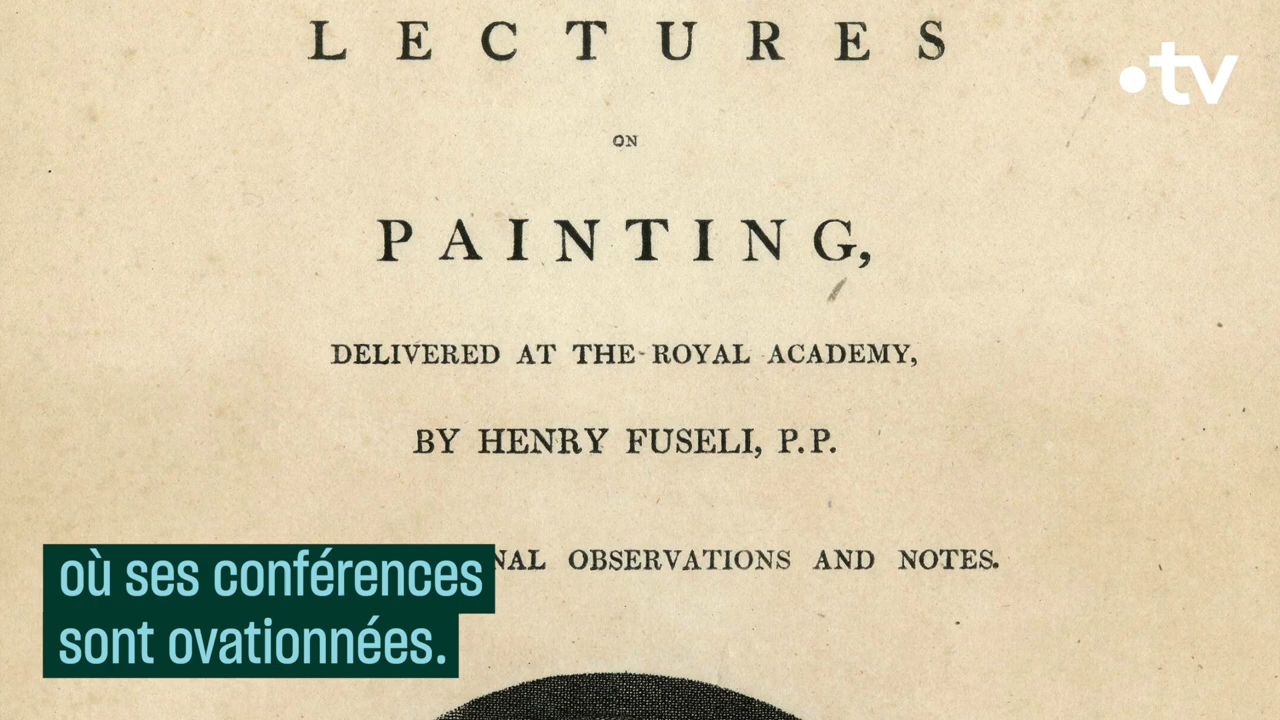 LECTURES
ON
PAINTING,
DELIVERED AT THE ROYAL ACADEMY,
BY HENRY FUSELI, P.P.
OBSERVATIONS AND NOTES.
où ses conférences
sont ovationnées.
•tv